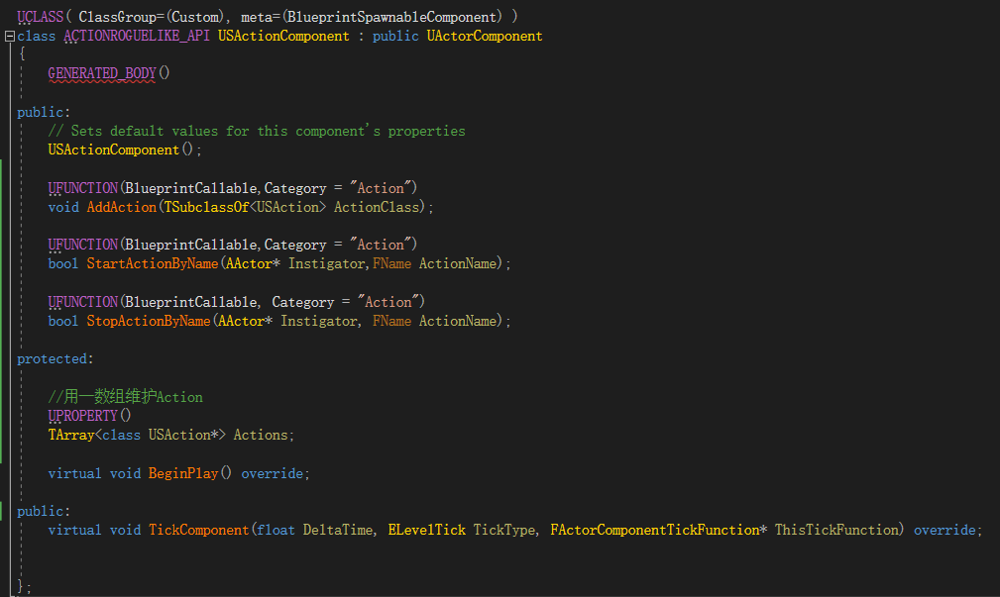 UCLASS( ClassGroup=(Custom), meta=(BlueprintSpawnableComponent) )
class ACTIONROGUELIKE_API USActionComponent : public UActorComponent
{
GENERATED_BODY()
public:
// Sets default values for this component's properties
USActionComponent();
UFUNCTION(BlueprintCallable,Category = "Action")
void AddAction(TSubclassOf<USAction> ActionClass);
UFUNCTION(BlueprintCallable,Category = "Action")
bool StartActionByName(AActor* Instigator,FName ActionName);
UFUNCTION(BlueprintCallable, Category = "Action")
bool StopActionByName(AActor* Instigator, FName ActionName);
protected:
//用一数组维护Action
UPROPERTY()
TArray<class USAction*> Actions;
virtual void BeginPlay() override;
public:
virtual void TickComponent(float DeltaTime, ELevelTick TickType, FActorComponentTickFunction* ThisTickFunction) override;
};